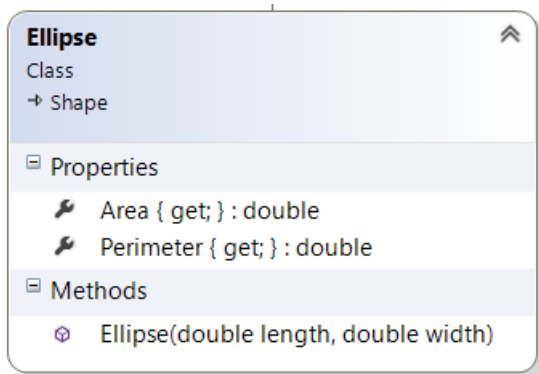 Ellipse
Class
Shape
Properties
Area { get; } : double
Perimeter { get; } : double
Methods
Ellipse(double length, double width)